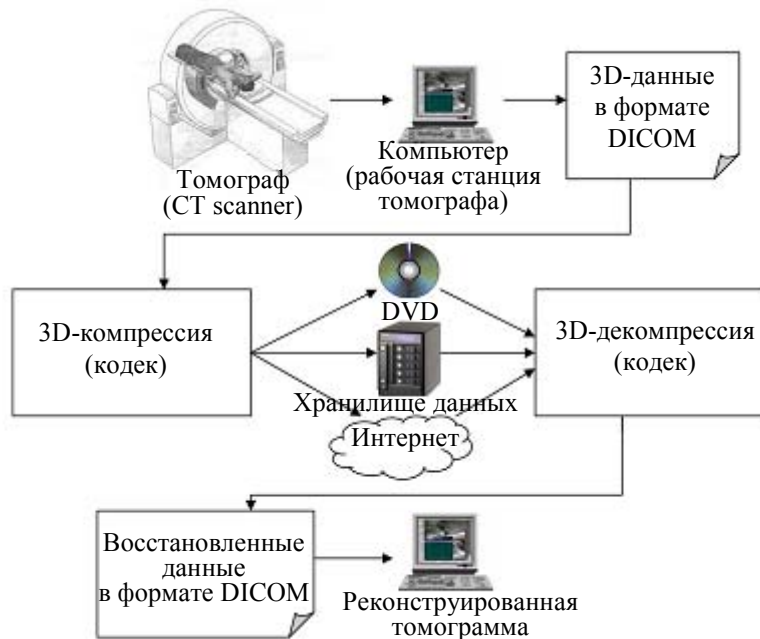 3D-данные
в формате
DICOM
Томограф
(CT scanner)
Компьютер
(рабочая станция
томографа)
3D-компрессия
(кодек)
DVD
Хранилище данных
Интернет
3D-декомпрессия
(кодек)
Восстановленные
данные
в формате DICOM
Реконструированная
томограмма